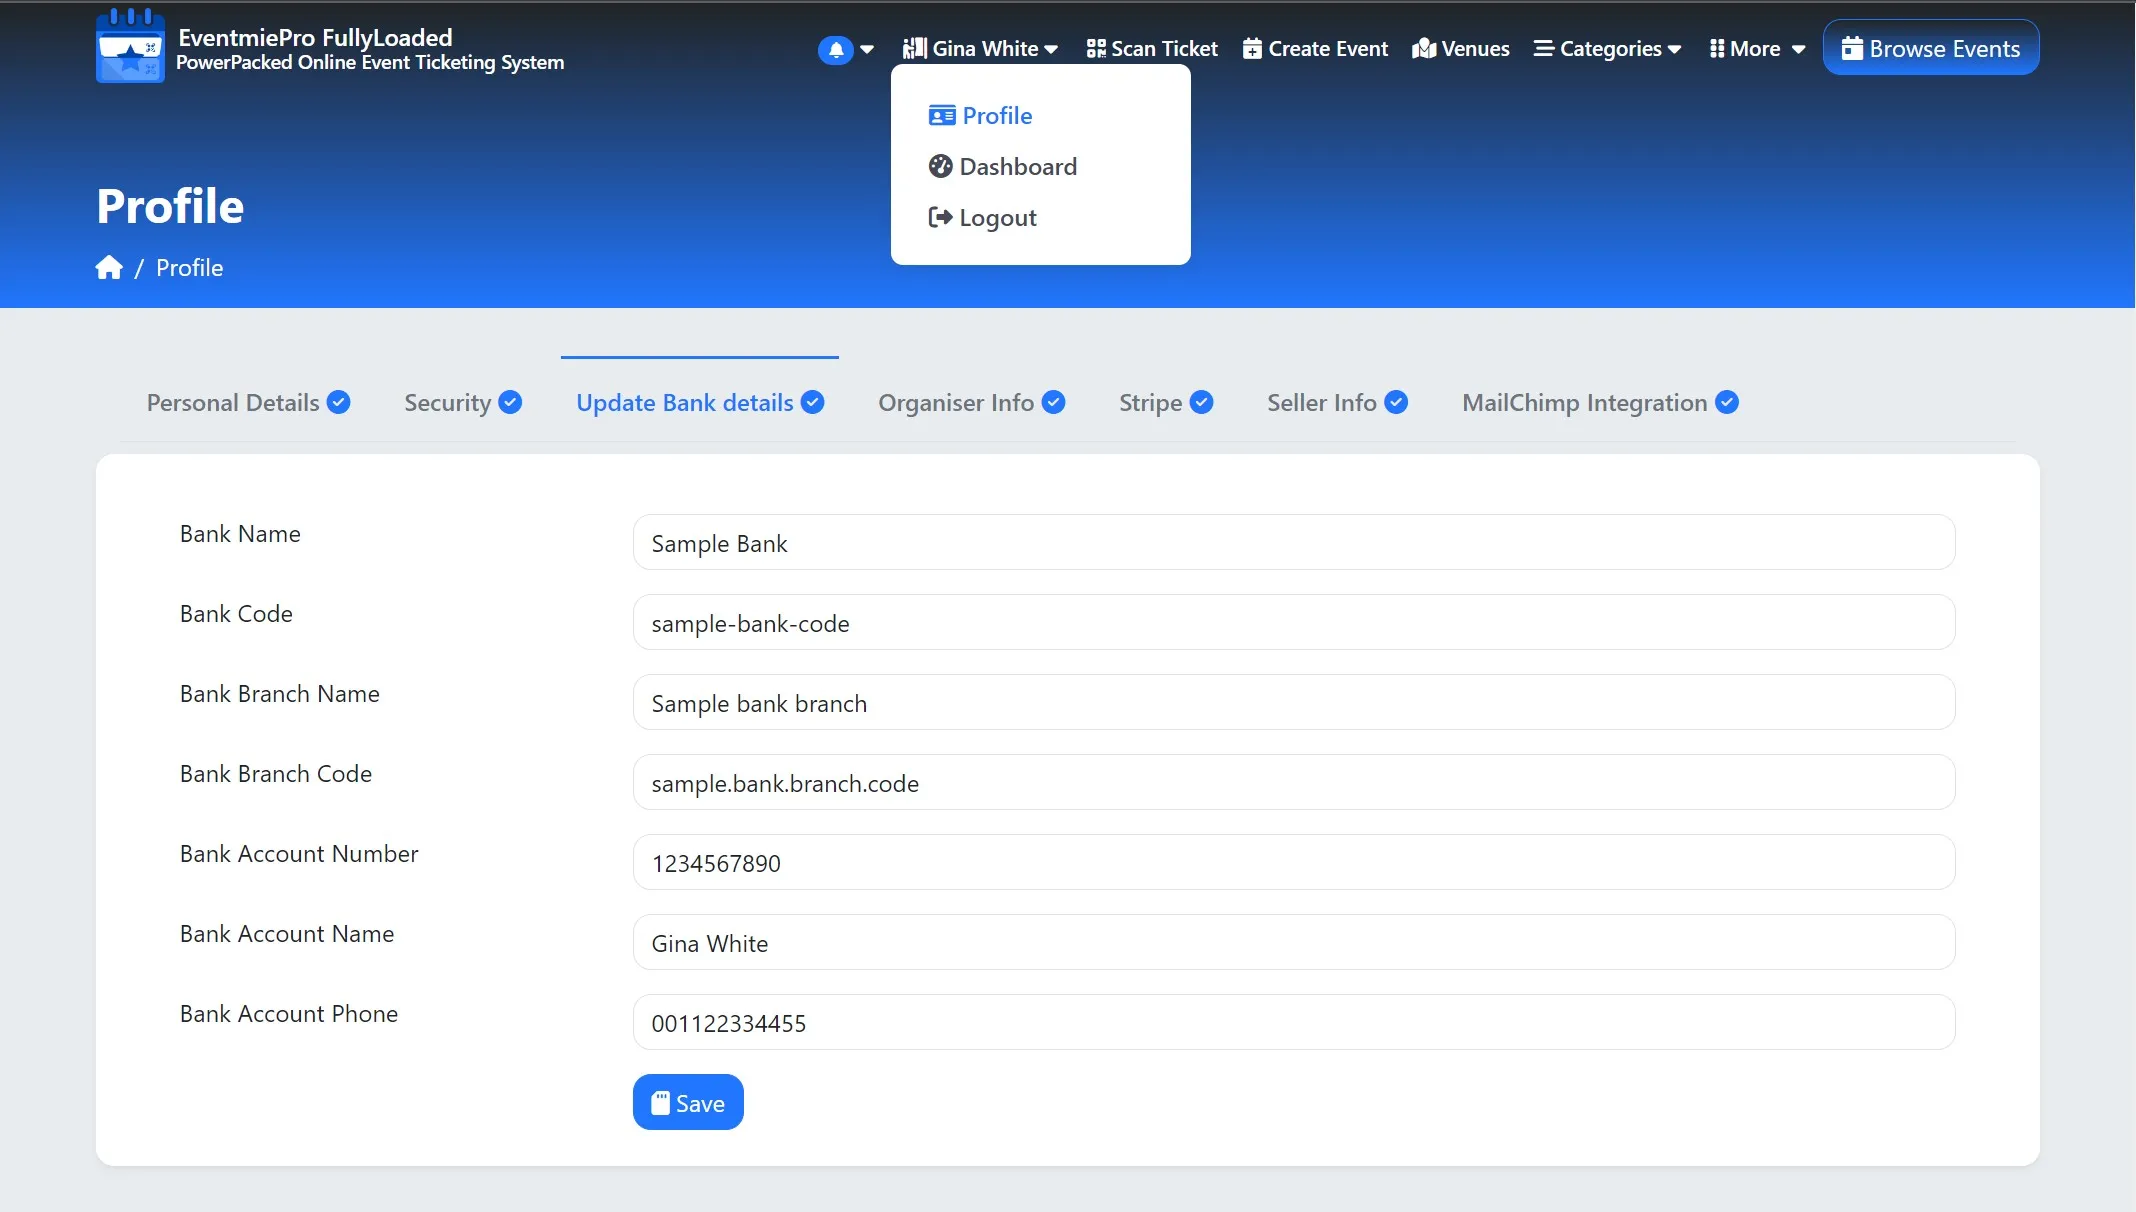 EventmiePro FullyLoaded
PowerPacked Online Event Ticketing System
Gina White
Scan Ticket
Create Event
Venues
Categories
More
Browse Events
Profile
Dashboard
Logout
Profile
/ Profile
Personal Details
Security
Update Bank details
Organiser Info
Stripe
Seller Info
MailChimp Integration
Bank Name
Sample Bank
Bank Code
sample-bank-code
Bank Branch Name
Sample bank branch
Bank Branch Code
sample.bank.branch.code
Bank Account Number
1234567890
Bank Account Name
Gina White
Bank Account Phone
001122334455
Save